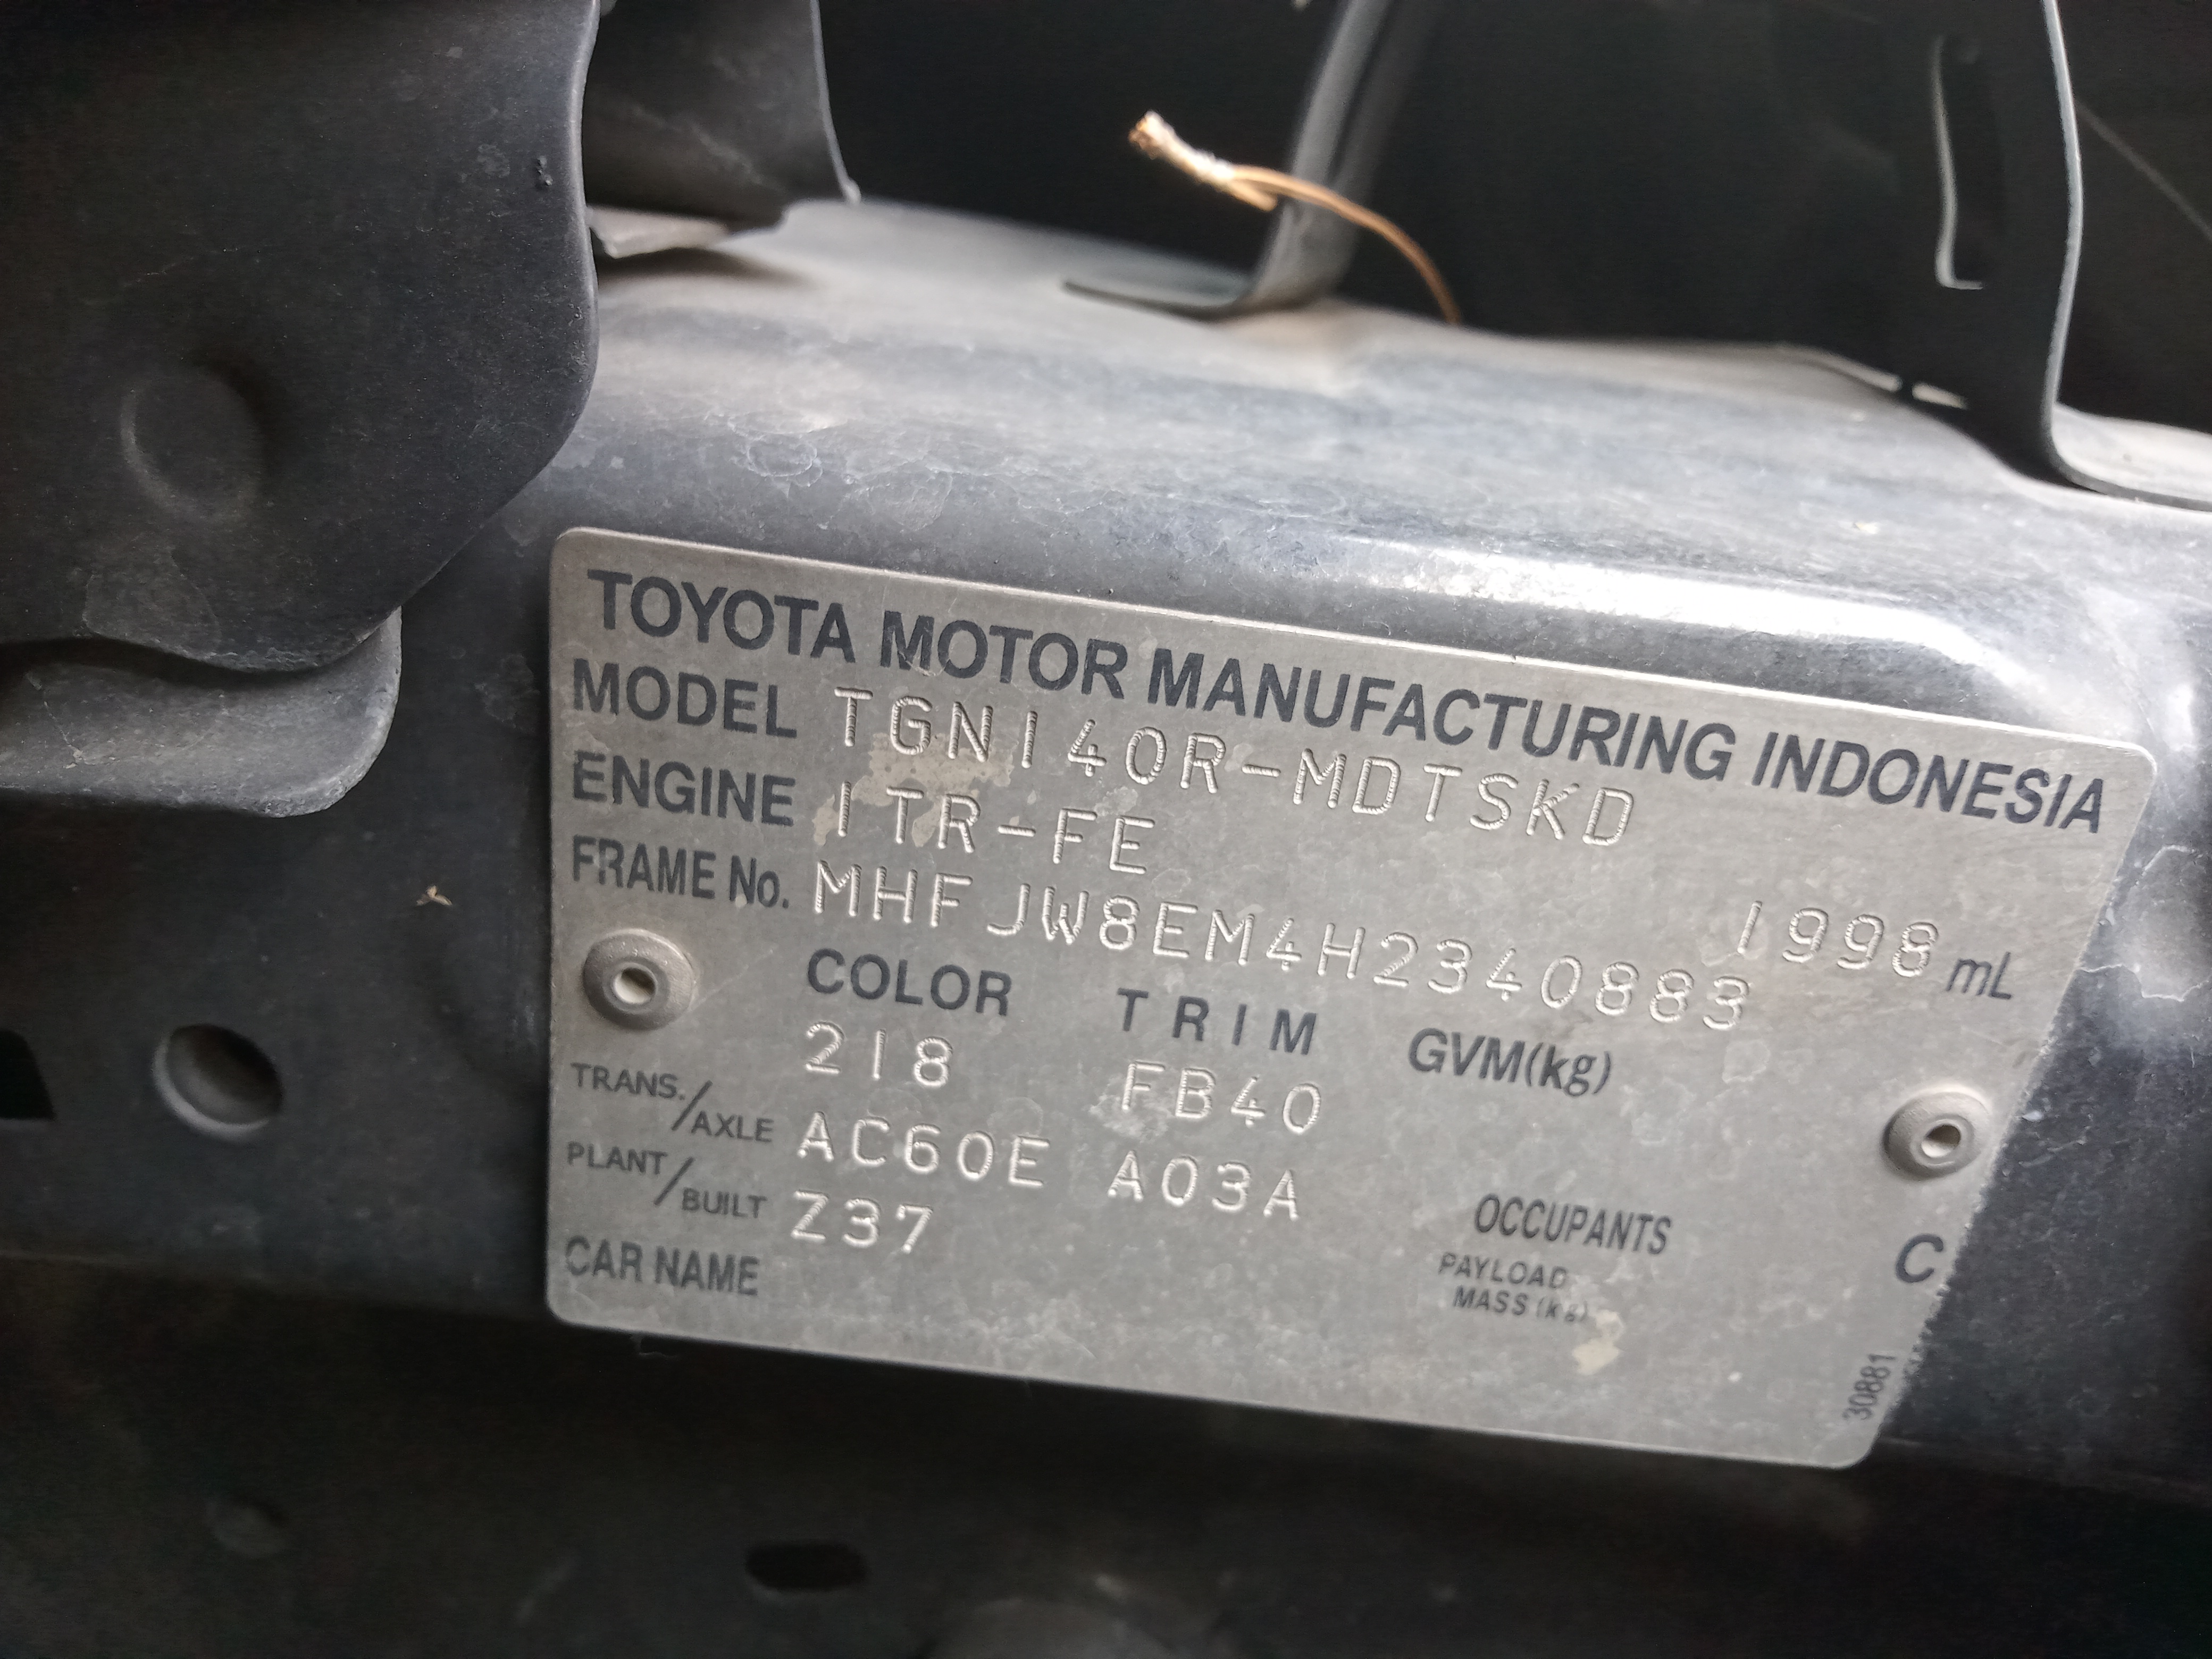 TOYOTA MOTOR MANUFACTURING INDONESIA
MODEL TGN140R-MDTSKD
ENGINE 1TR-FE 1998 mL
FRAME No. MHFJW8EM4H2340883
COLOR TRIM GVM(kg)
218 FB40
TRANS./AXLE AC60E A03A
PLANT/BUILT Z37 OCCUPANTS C
CAR NAME PAYLOAD MASS (kg)
30881